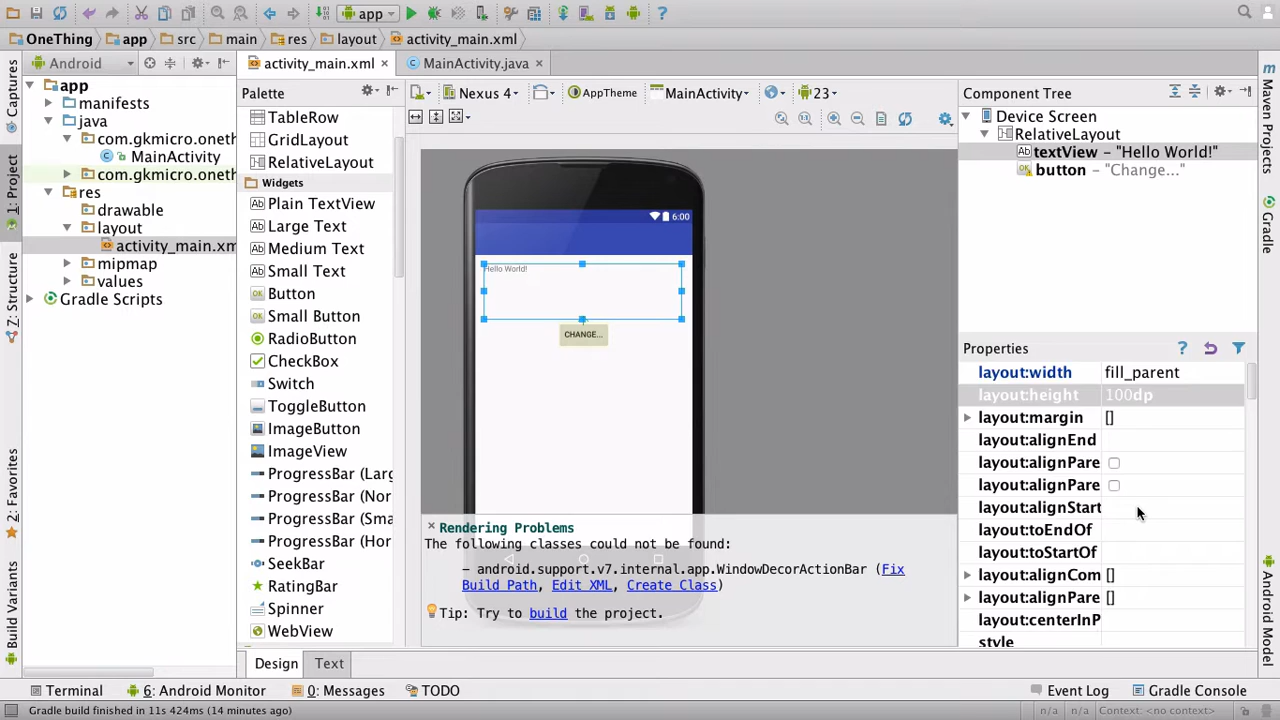 app
OneThing app src main res layout activity_main.xml
Android
activity_main.xml
MainActivity.java
1: Project
Captures
7: Structure
2: Favorites
Build Variants
app
manifests
java
com.gkmicro.oneth
MainActivity
com.gkmicro.oneth
res
drawable
layout
activity_main.xm
mipmap
values
Gradle Scripts
Palette
TableRow
GridLayout
RelativeLayout
Widgets
Plain TextView
Large Text
Medium Text
Small Text
Button
Small Button
RadioButton
CheckBox
Switch
ToggleButton
ImageButton
ImageView
ProgressBar (Larg
ProgressBar (Nor
ProgressBar (Sma
ProgressBar (Hor
SeekBar
RatingBar
Spinner
WebView
Design Text
Nexus 4 AppTheme MainActivity 23
6:00
Hello World!
CHANGE...
Rendering Problems
The following classes could not be found:
– android.support.v7.internal.app.WindowDecorActionBar (Fix
Build Path, Edit XML, Create Class)
Tip: Try to build the project.
Component Tree
Device Screen
RelativeLayout
Ab textView – "Hello World!"
button – "Change..."
Properties
layout:width fill_parent
layout:height 100dp
layout:margin []
layout:alignEnd
layout:alignPare
layout:alignPare
layout:alignStart
layout:toEndOf
layout:toStartOf
layout:alignCom []
layout:alignPare []
layout:centerInP
style
Maven Projects
Gradle
Android Model
Terminal 6: Android Monitor 0: Messages TODO Event Log Gradle Console
Gradle build finished in 11s 424ms (14 minutes ago) n/a n/a Context: <no context>